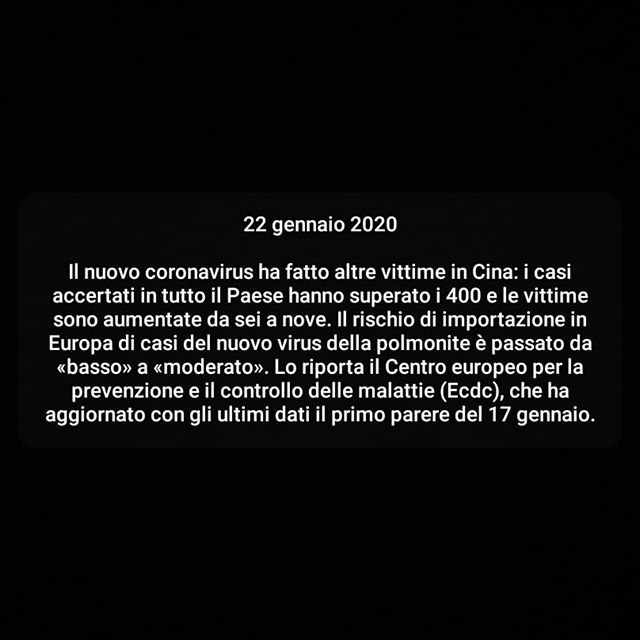 22 gennaio 2020
Il nuovo coronavirus ha fatto altre vittime in Cina: i casi
accertati in tutto il Paese hanno superato i 400 e le vittime
sono aumentate da sei a nove. Il rischio di importazione in
Europa di casi del nuovo virus della polmonite è passato da
«basso» a «moderato». Lo riporta il Centro europeo per la
prevenzione e il controllo delle malattie (Ecdc), che ha
aggiornato con gli ultimi dati il primo parere del 17 gennaio.